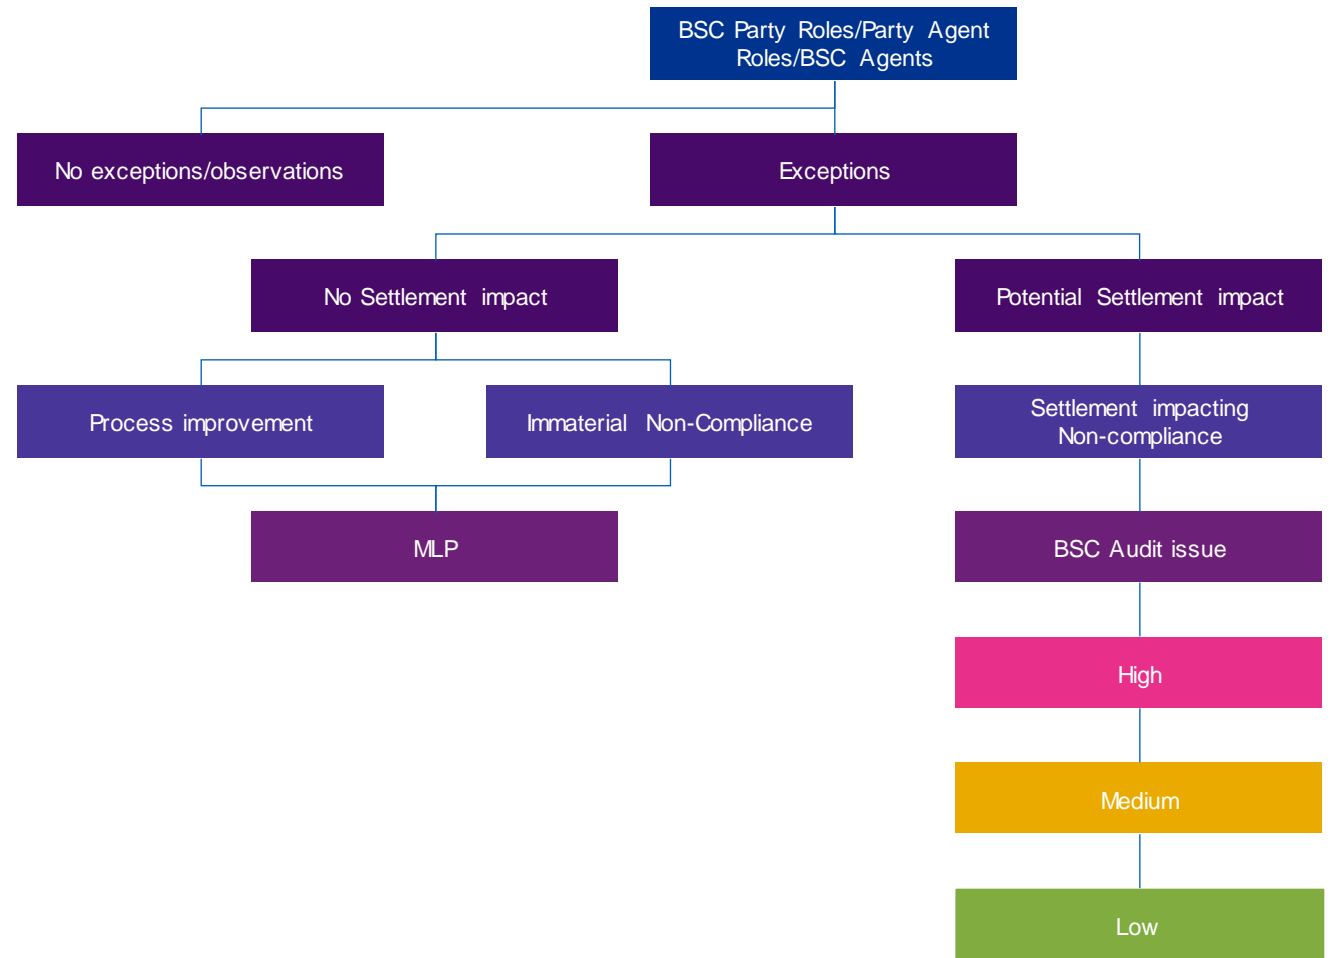 BSC Party Roles/Party Agent
Roles/BSC Agents
No exceptions/observations
Exceptions
No Settlement impact
Potential Settlement impact
Process improvement
Immaterial Non-Compliance
Settlement impacting
Non-compliance
MLP
BSC Audit issue
High
Medium
Low